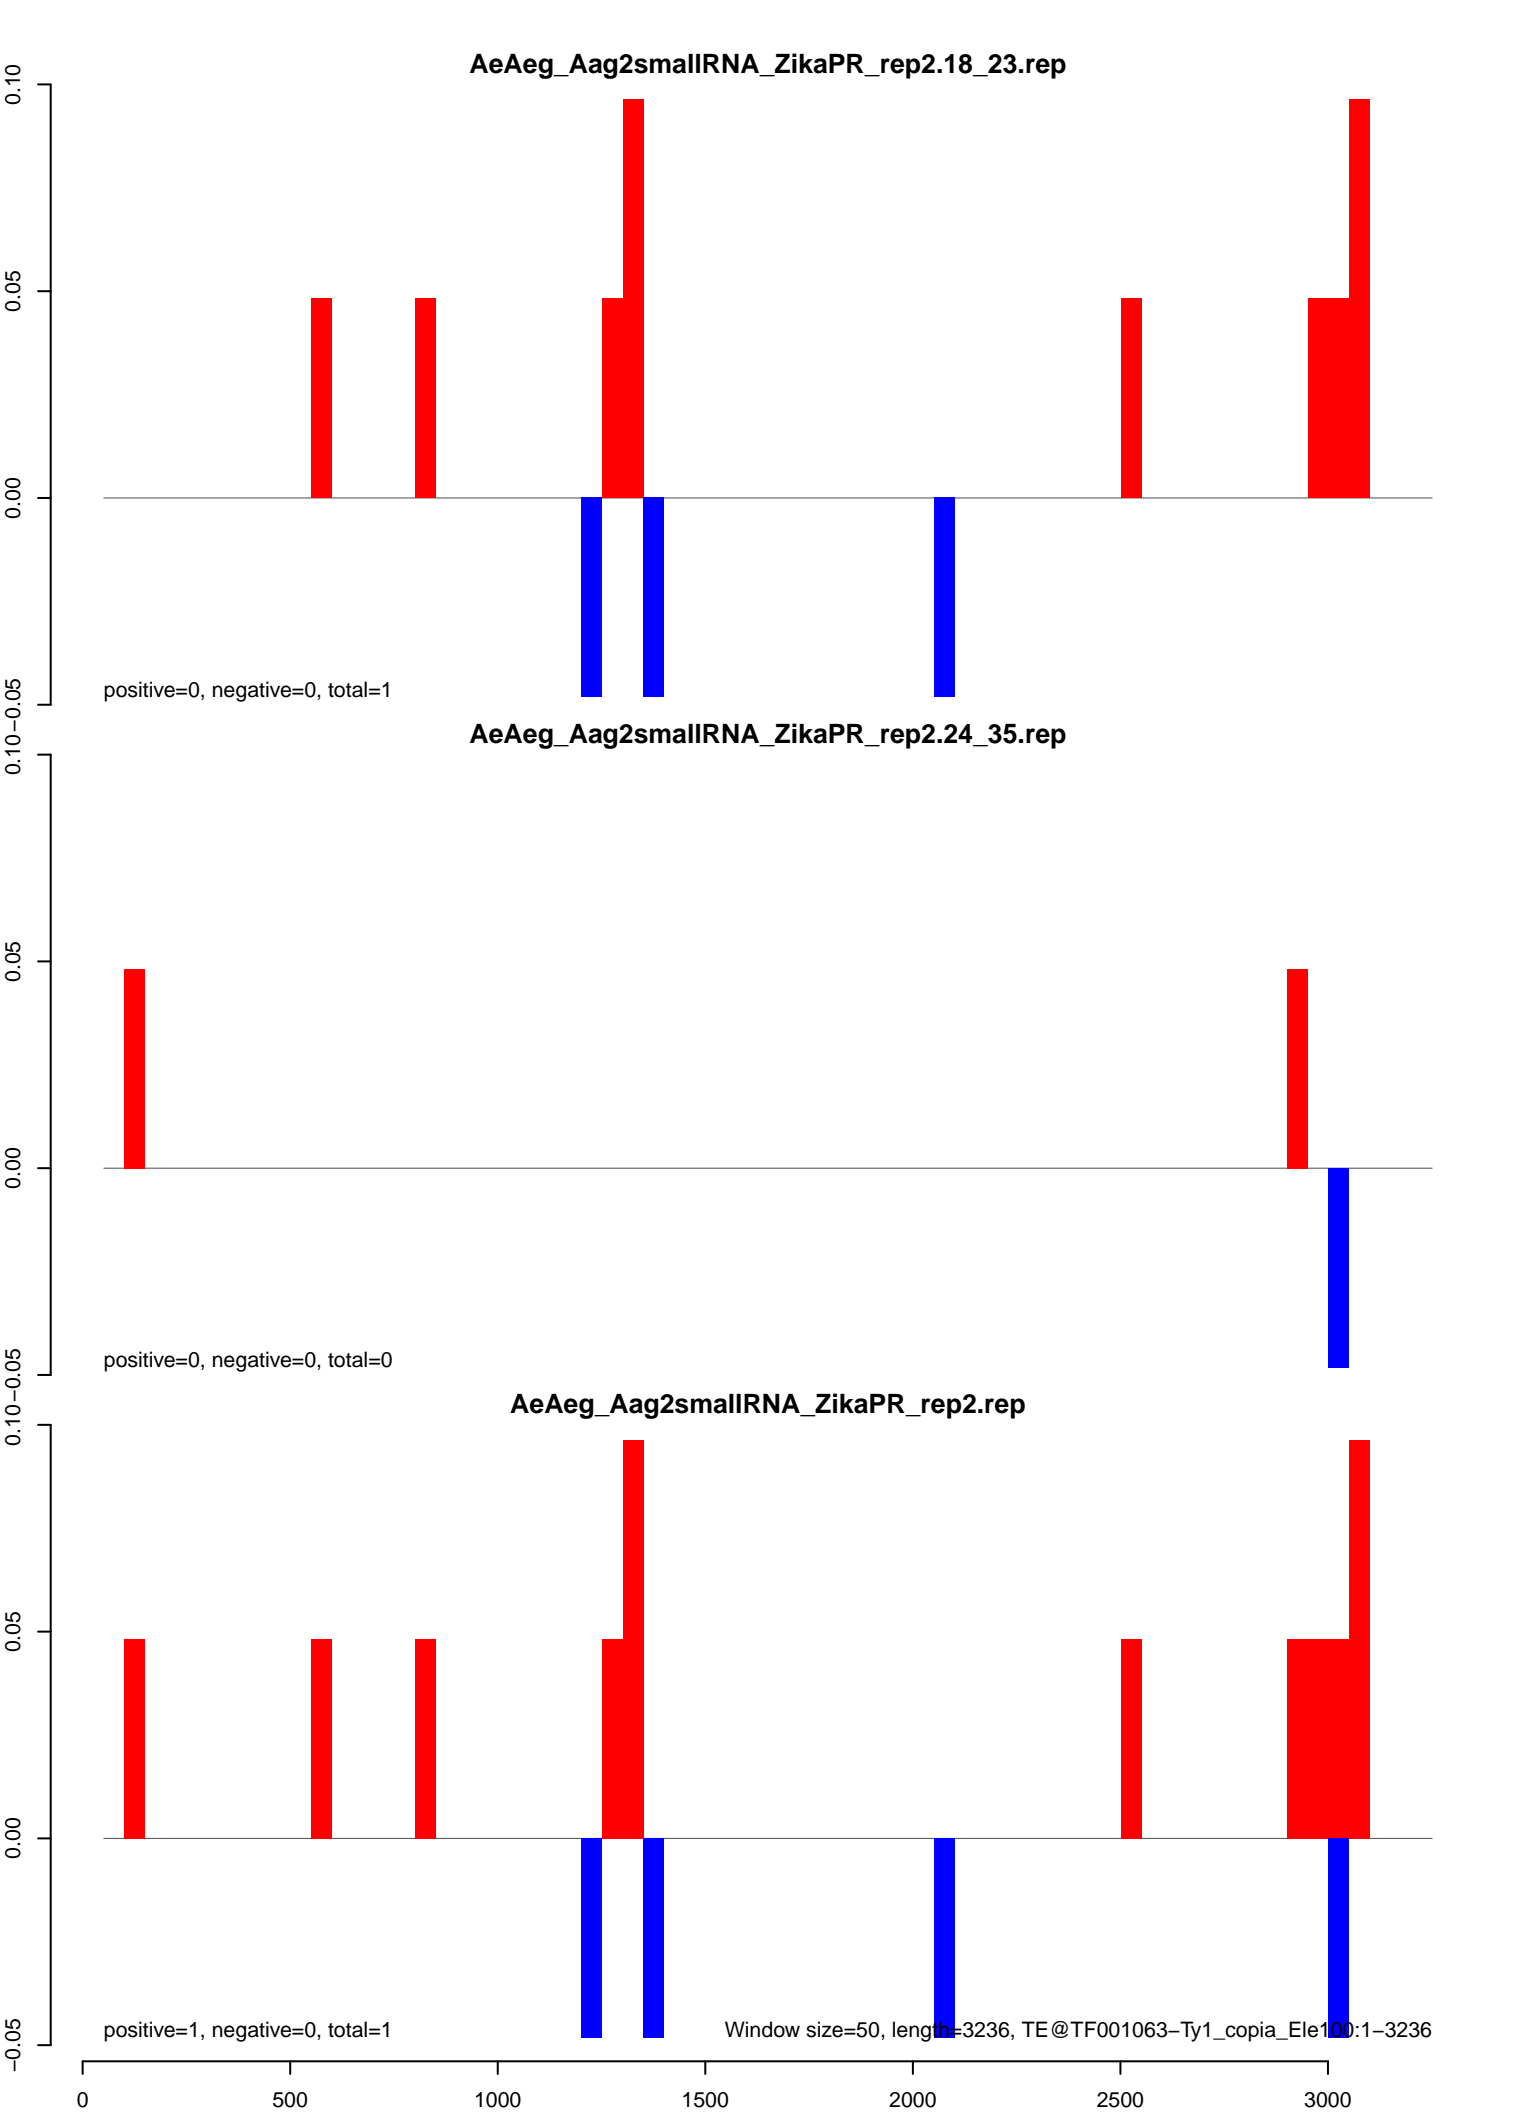 AeAeg_Aag2smallRNA_ZikaPR_rep2.18_23.rep
0.10
0.05
0.00
−0.05
positive=0, negative=0, total=1
AeAeg_Aag2smallRNA_ZikaPR_rep2.24_35.rep
0.10
0.05
0.00
−0.05
positive=0, negative=0, total=0
AeAeg_Aag2smallRNA_ZikaPR_rep2.rep
0.10
0.05
0.00
−0.05
positive=1, negative=0, total=1
Window size=50, length=3236, TE@TF001063−Ty1_copia_Ele100:1−3236
0 500 1000 1500 2000 2500 3000